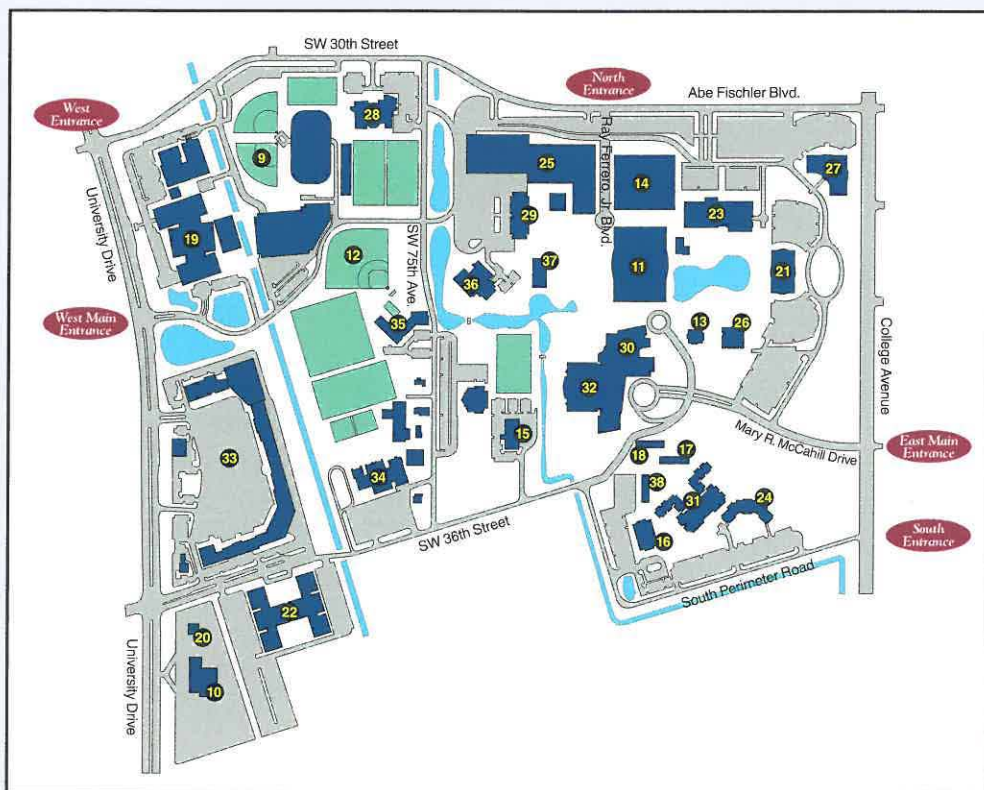 SW 30th Street
North
Entrance
Abe Fischler Blvd.
West
Entrance
28
9
25
Ray Ferrero, Jr. Blvd.
14
27
University Drive
29
23
19
12
SW 75th Ave.
11
37
36
21
West Main
Entrance
35
13
26
30
College Avenue
32
15
Mary R. McCahill Drive
East Main
Entrance
33
18
17
34
38
31
24
SW 36th Street
16
South
Entrance
South Perimeter Road
22
20
University Drive
10